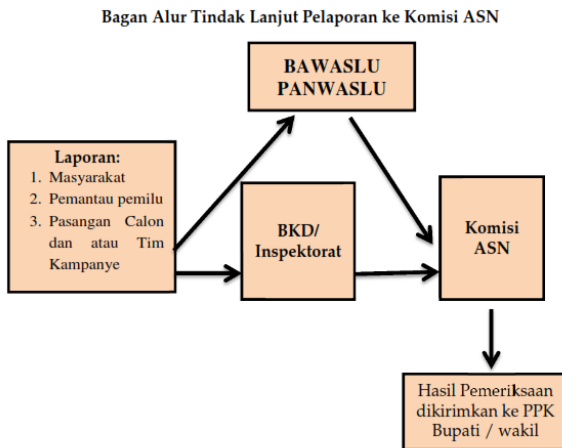 Bagan Alur Tindak Lanjut Pelaporan ke Komisi ASN
BAWASLU
PANWASLU
Laporan:
1. Masyarakat
2. Pemantau pemilu
3. Pasangan Calon
dan atau Tim
Kampanye
BKD/
Inspektorat
Komisi
ASN
Hasil Pemeriksaan
dikirimkan ke PPK
Bupati / wakil